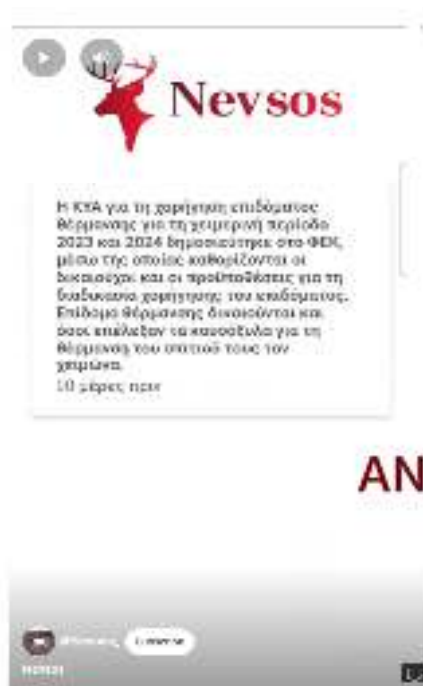 Nevsos
Η ΚΥΑ για τη χορήγηση επιδόματος
θέρμανσης για τη χειμερινή περίοδο
2023 και 2024 δημοσιεύτηκε στο ΦΕΚ,
μέσω της οποίας καθορίζονται οι
δικαιούχοι και οι προϋποθέσεις για τη
διαδικασία χορήγησης του επιδόματος.
Επίδομα θέρμανσης δικαιούνται και
όσοι επιλέξουν τα καυσόξυλα για τη
θέρμανση του σπιτιού τους τον
χειμώνα.
10 μέρες πριν
ΑΝ